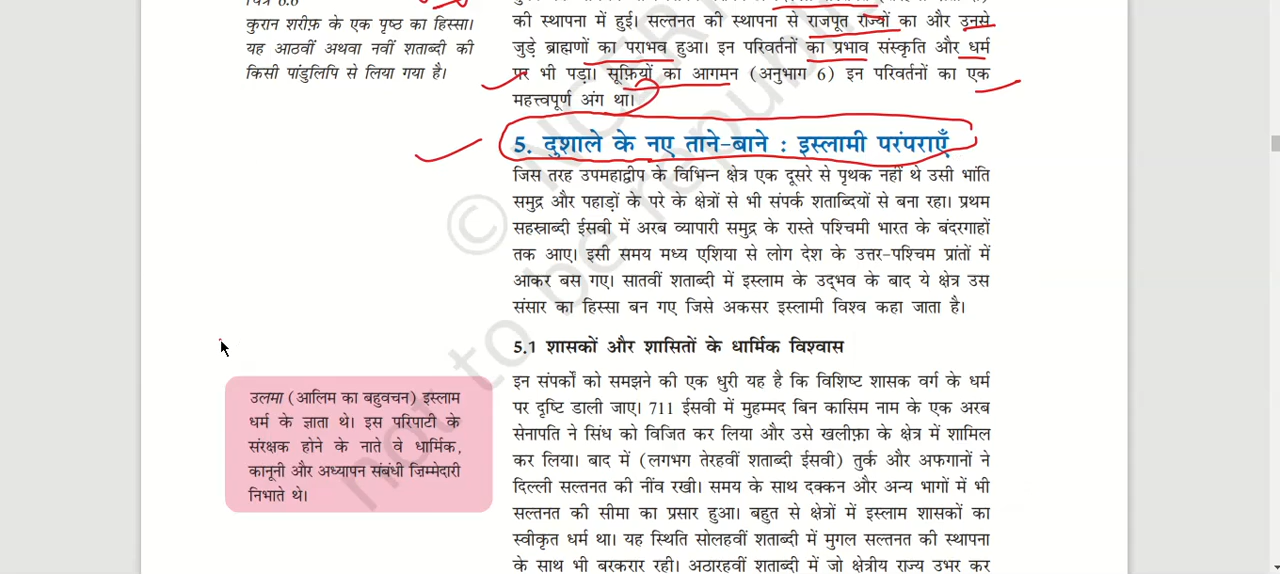 चित्र 6.6
कुरान शरीफ़ के एक पृष्ठ का हिस्सा।
यह आठवीं अथवा नवीं शताब्दी की
किसी पांडुलिपि से लिया गया है।
की स्थापना में हुई। सल्तनत की स्थापना से राजपूत राज्यों का और उनसे
जुड़े ब्राह्मणों का पराभव हुआ। इन परिवर्तनों का प्रभाव संस्कृति और धर्म
पर भी पड़ा। सूफ़ियों का आगमन (अनुभाग 6) इन परिवर्तनों का एक
महत्त्वपूर्ण अंग था।
5. दुशाले के नए ताने-बाने : इस्लामी परंपराएँ
जिस तरह उपमहाद्वीप के विभिन्न क्षेत्र एक दूसरे से पृथक नहीं थे उसी भांति
समुद्र और पहाड़ों के परे के क्षेत्रों से भी संपर्क शताब्दियों से बना रहा। प्रथम
सहस्राब्दी ईसवी में अरब व्यापारी समुद्र के रास्ते पश्चिमी भारत के बंदरगाहों
तक आए। इसी समय मध्य एशिया से लोग देश के उत्तर-पश्चिम प्रांतों में
आकर बस गए। सातवीं शताब्दी में इस्लाम के उद्‌भव के बाद ये क्षेत्र उस
संसार का हिस्सा बन गए जिसे अकसर इस्लामी विश्व कहा जाता है।
5.1 शासकों और शासितों के धार्मिक विश्वास
इन संपर्कों को समझने की एक धुरी यह है कि विशिष्ट शासक वर्ग के धर्म
पर दृष्टि डाली जाए। 711 ईसवी में मुहम्मद बिन कासिम नाम के एक अरब
सेनापति ने सिंध को विजित कर लिया और उसे खलीफ़ा के क्षेत्र में शामिल
कर लिया। बाद में (लगभग तेरहवीं शताब्दी ईसवी) तुर्क और अफगानों ने
दिल्ली सल्तनत की नींव रखी। समय के साथ दक्कन और अन्य भागों में भी
सल्तनत की सीमा का प्रसार हुआ। बहुत से क्षेत्रों में इस्लाम शासकों का
स्वीकृत धर्म था। यह स्थिति सोलहवीं शताब्दी में मुगल सल्तनत की स्थापना
के साथ भी बरकरार रही। अठारहवीं शताब्दी में जो क्षेत्रीय राज्य उभर कर
उलमा (आलिम का बहुवचन) इस्लाम
धर्म के ज्ञाता थे। इस परिपाटी के
संरक्षक होने के नाते वे धार्मिक,
कानूनी और अध्यापन संबंधी ज़िम्मेदारी
निभाते थे।
© NCERT
not to be republi